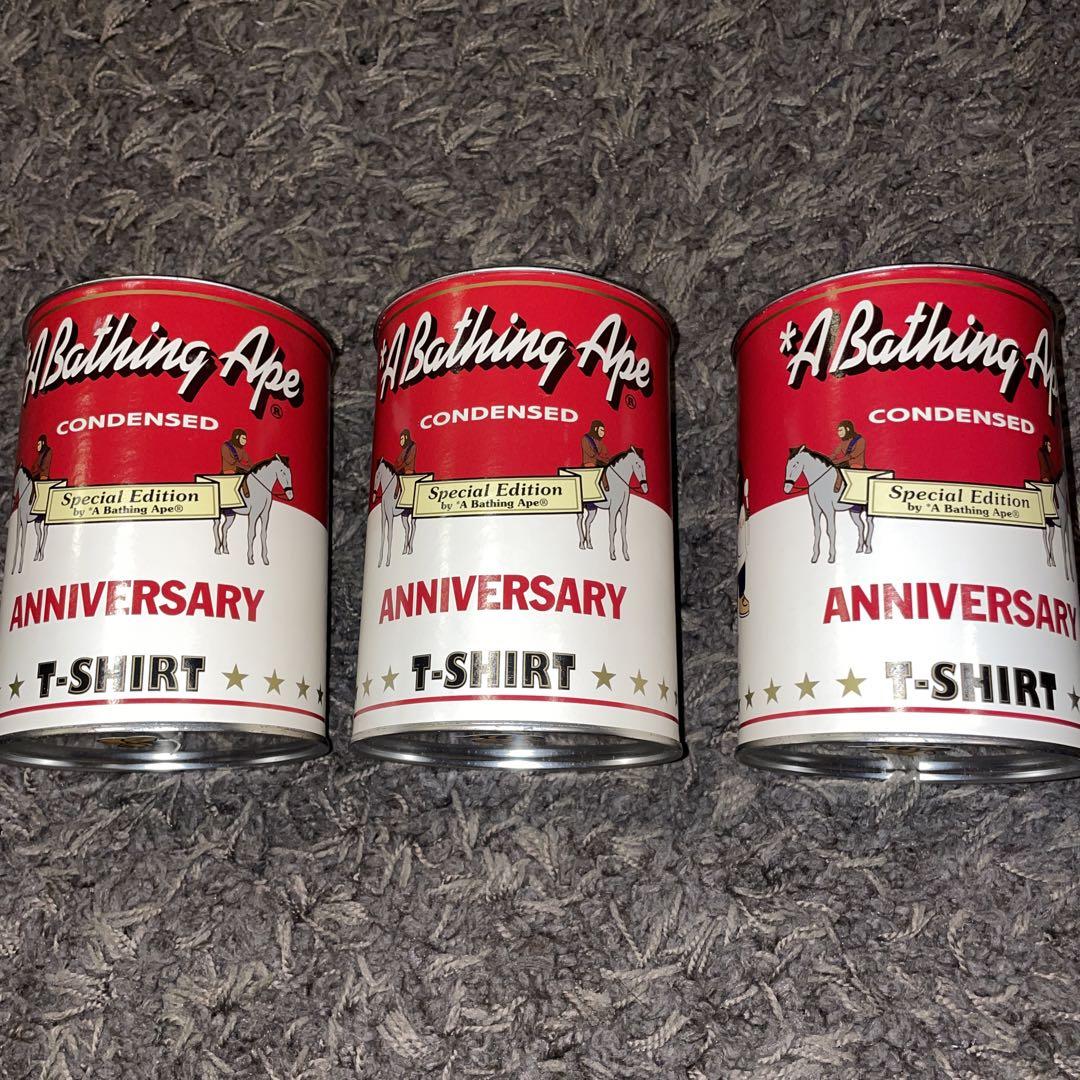 *A Bathing Ape®
CONDENSED
Special Edition
by *A Bathing Ape®
ANNIVERSARY
T-SHIRT
*A Bathing Ape®
CONDENSED
Special Edition
by *A Bathing Ape®
ANNIVERSARY
T-SHIRT
*A Bathing Ap
CONDENSED
Special Edition
by *A Bathing Ape®
ANNIVERSARY
T-SHIRT